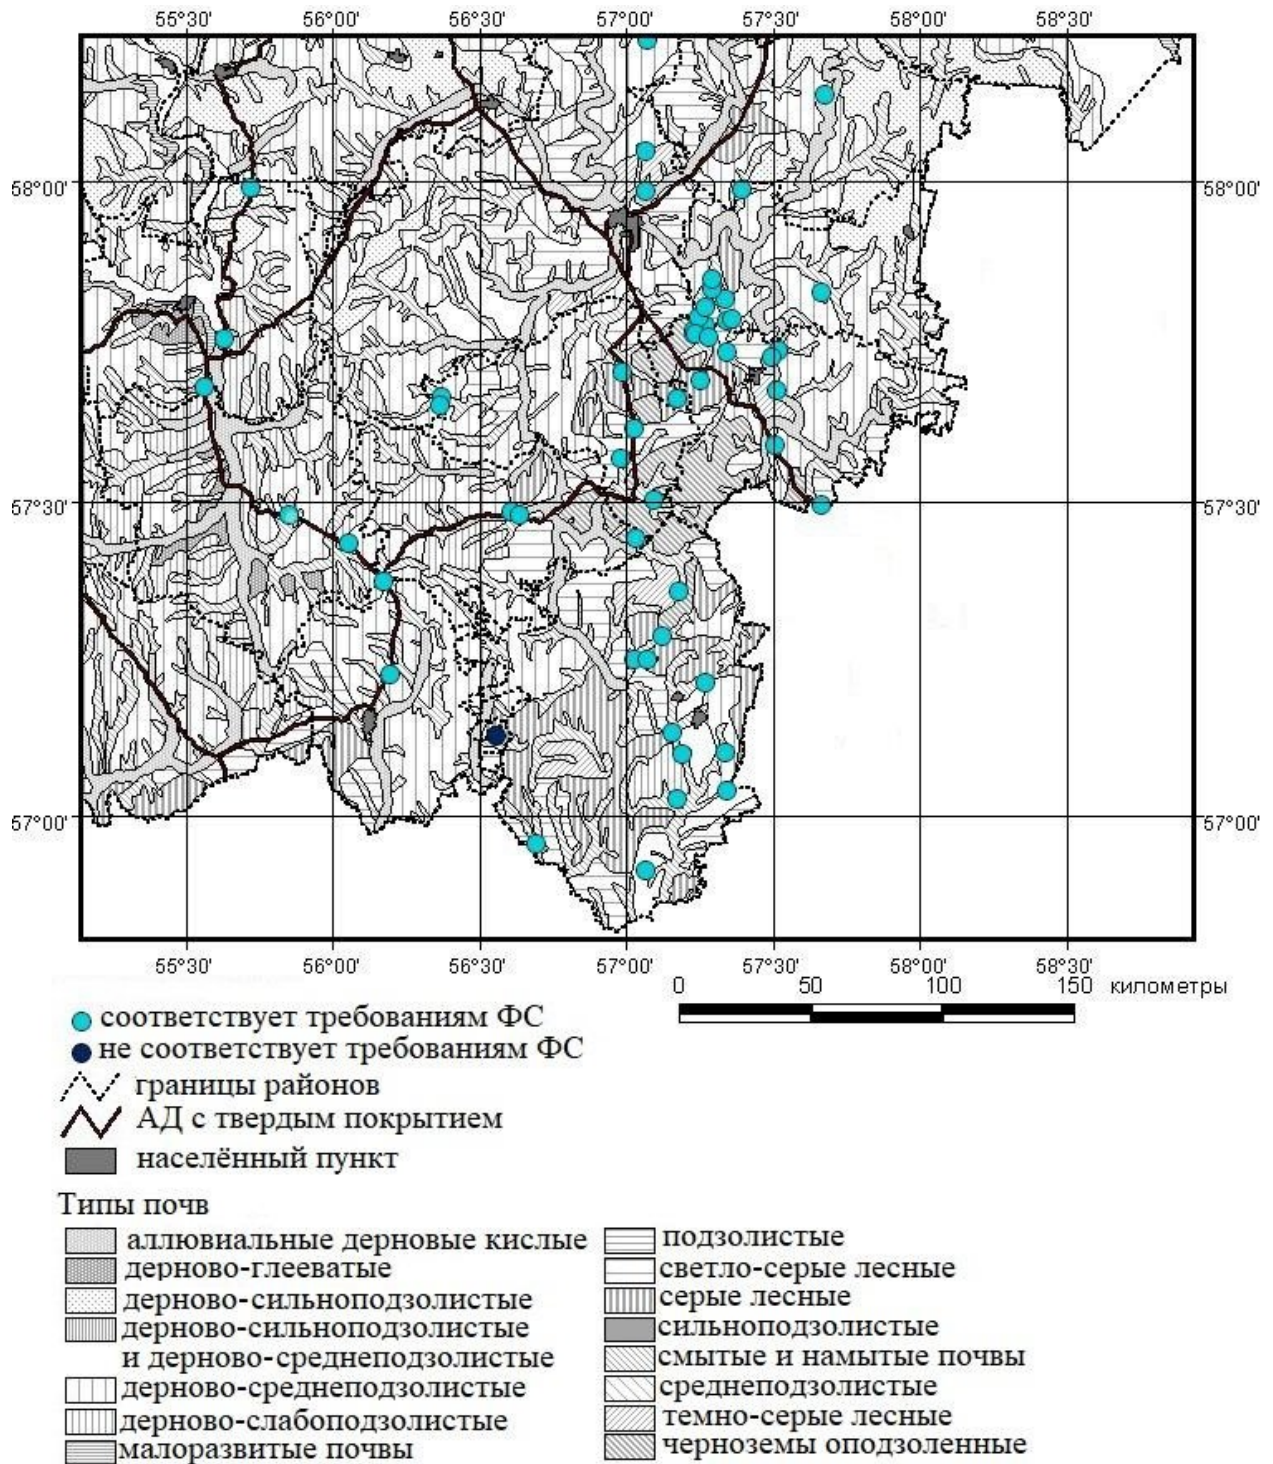 55°30' 56°00' 56°30' 57°00' 57°30' 58°00' 58°30'
58°00' 58°00'
57°30' 57°30'
57°00' 57°00'
55°30' 56°00' 56°30' 57°00' 57°30' 58°00' 58°30'
0 50 100 150 километры
соответствует требованиям ФС
не соответствует требованиям ФС
границы районов
АД с твердым покрытием
населённый пункт
Типы почв
аллювиальные дерновые кислые
дерново-глееватые
дерново-сильноподзолистые
дерново-сильноподзолистые
и дерново-среднеподзолистые
дерново-среднеподзолистые
дерново-слабоподзолистые
малоразвитые почвы
подзолистые
светло-серые лесные
серые лесные
сильноподзолистые
смытые и намытые почвы
среднеподзолистые
темно-серые лесные
черноземы оподзоленные